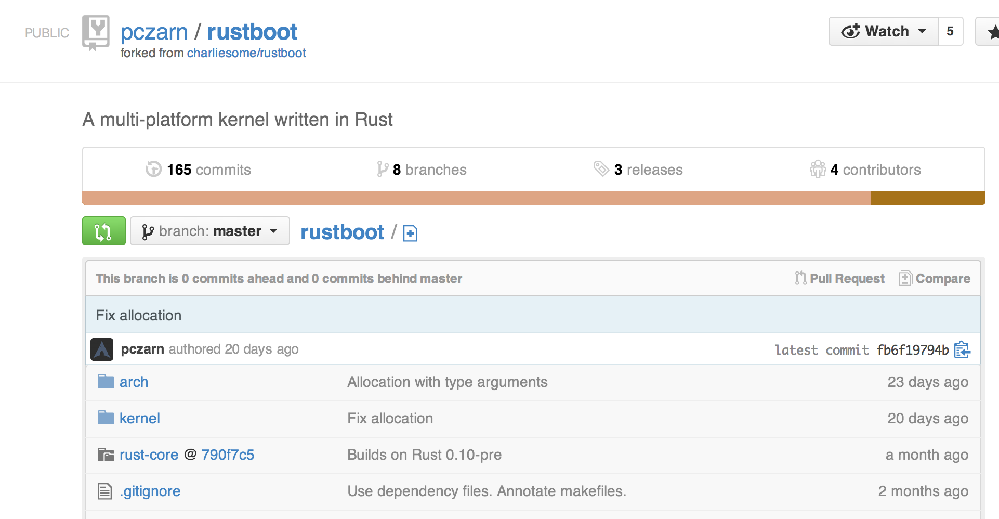 PUBLIC
pczarn / rustboot
forked from charliesome/rustboot
Watch 5
A multi-platform kernel written in Rust
165 commits 8 branches 3 releases 4 contributors
branch: master rustboot /
This branch is 0 commits ahead and 0 commits behind master Pull Request Compare
Fix allocation
pczarn authored 20 days ago latest commit fb6f19794b
arch Allocation with type arguments 23 days ago
kernel Fix allocation 20 days ago
rust-core @ 790f7c5 Builds on Rust 0.10-pre a month ago
.gitignore Use dependency files. Annotate makefiles. 2 months ago